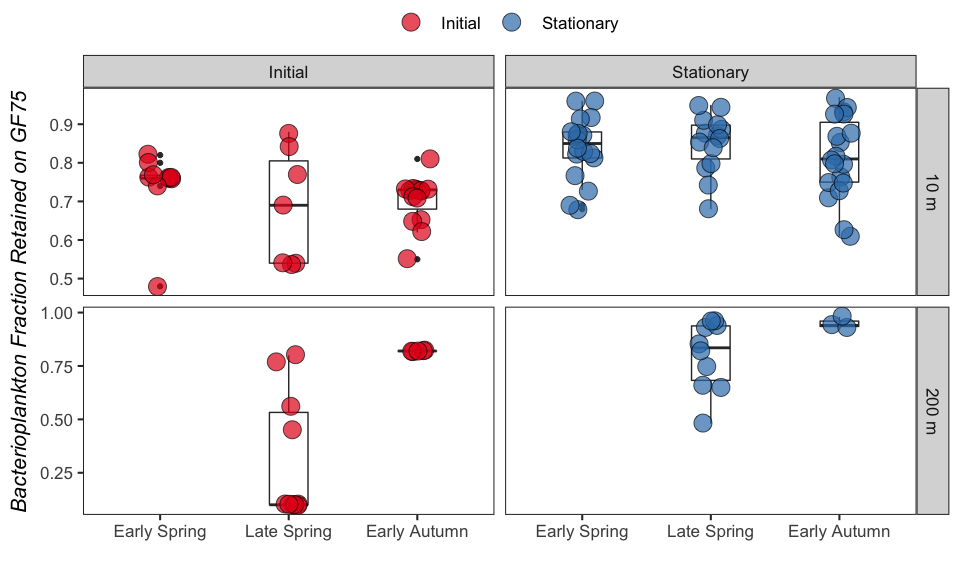 Initial Stationary
Initial Stationary
Bacterioplankton Fraction Retained on GF75
0.9
0.8
0.7
0.6
0.5
10 m
1.00
0.75
0.50
0.25
200 m
Early Spring Late Spring Early Autumn Early Spring Late Spring Early Autumn